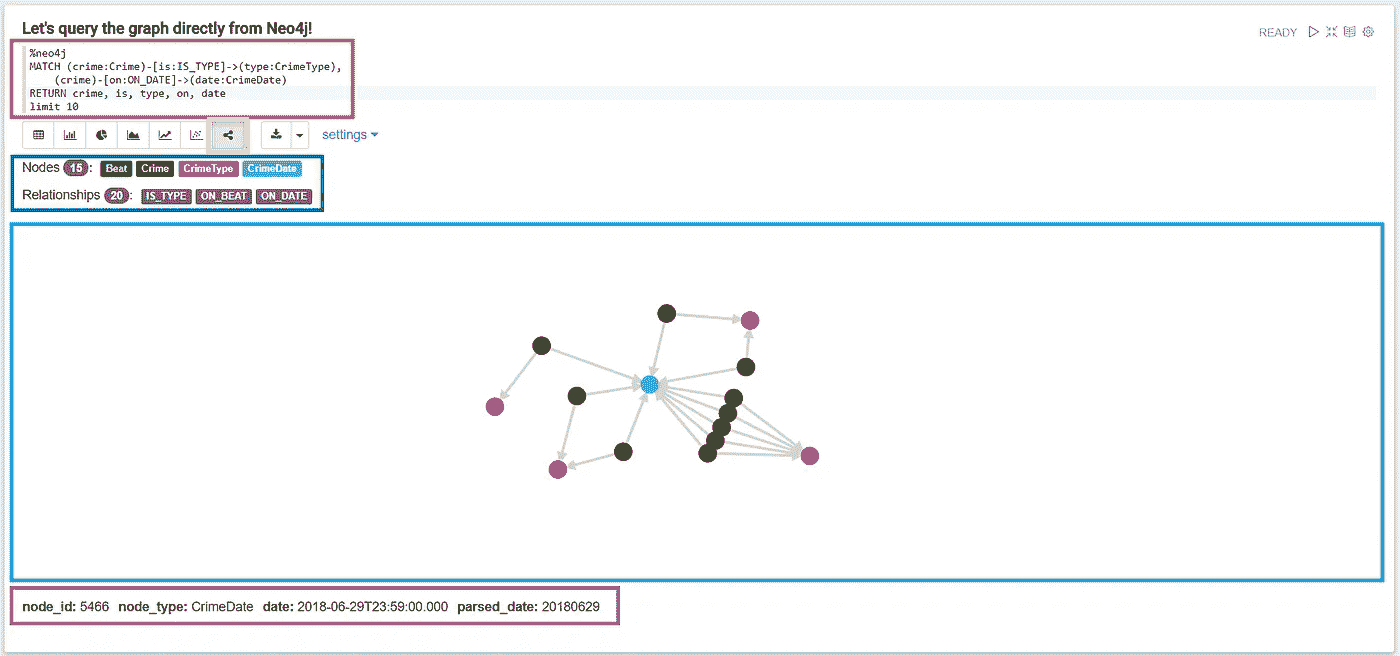 Let's query the graph directly from Neo4j!
READY
%neo4j
MATCH (crime:Crime)-[is:IS_TYPE]->(type:CrimeType),
(crime)-[on:ON_DATE]->(date:CrimeDate)
RETURN crime, is, type, on, date
limit 10
settings
Nodes 15 : Beat Crime CrimeType CrimeDate
Relationships 20 : IS_TYPE ON_BEAT ON_DATE
node_id: 5466 node_type: CrimeDate date: 2018-06-29T23:59:00.000 parsed_date: 20180629